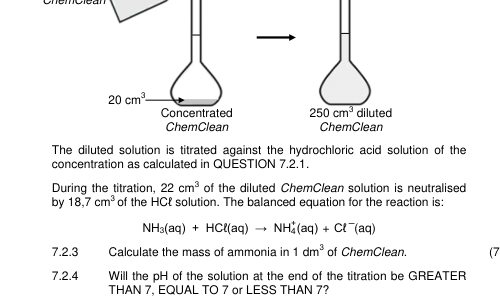 ChemClean
20 cm³
Concentrated
ChemClean
250 cm³ diluted
ChemClean
The diluted solution is titrated against the hydrochloric acid solution of the
concentration as calculated in QUESTION 7.2.1.
During the titration, 22 cm³ of the diluted ChemClean solution is neutralised
by 18,7 cm³ of the HCℓ solution. The balanced equation for the reaction is:
NH₃(aq) + HCℓ(aq) → NH₄⁺(aq) + Cℓ⁻(aq)
7.2.3 Calculate the mass of ammonia in 1 dm³ of ChemClean. (7
7.2.4 Will the pH of the solution at the end of the titration be GREATER
THAN 7, EQUAL TO 7 or LESS THAN 7?